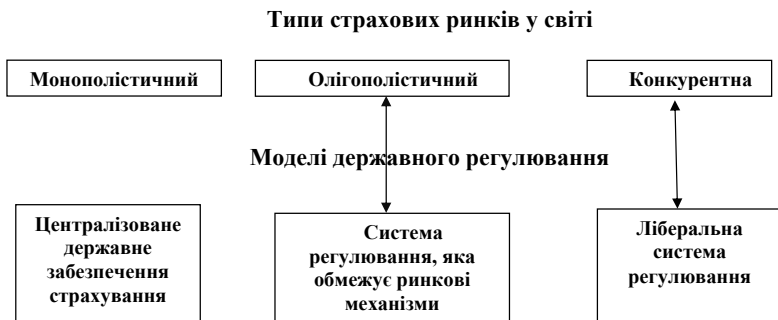 Типи страхових ринків у світі
Монополістичний
Олігополістичний
Конкурентна
Моделі державного регулювання
Централізоване
державне
забезпечення
страхування
Система
регулювання, яка
обмежує ринкові
механізми
Ліберальна
система
регулювання